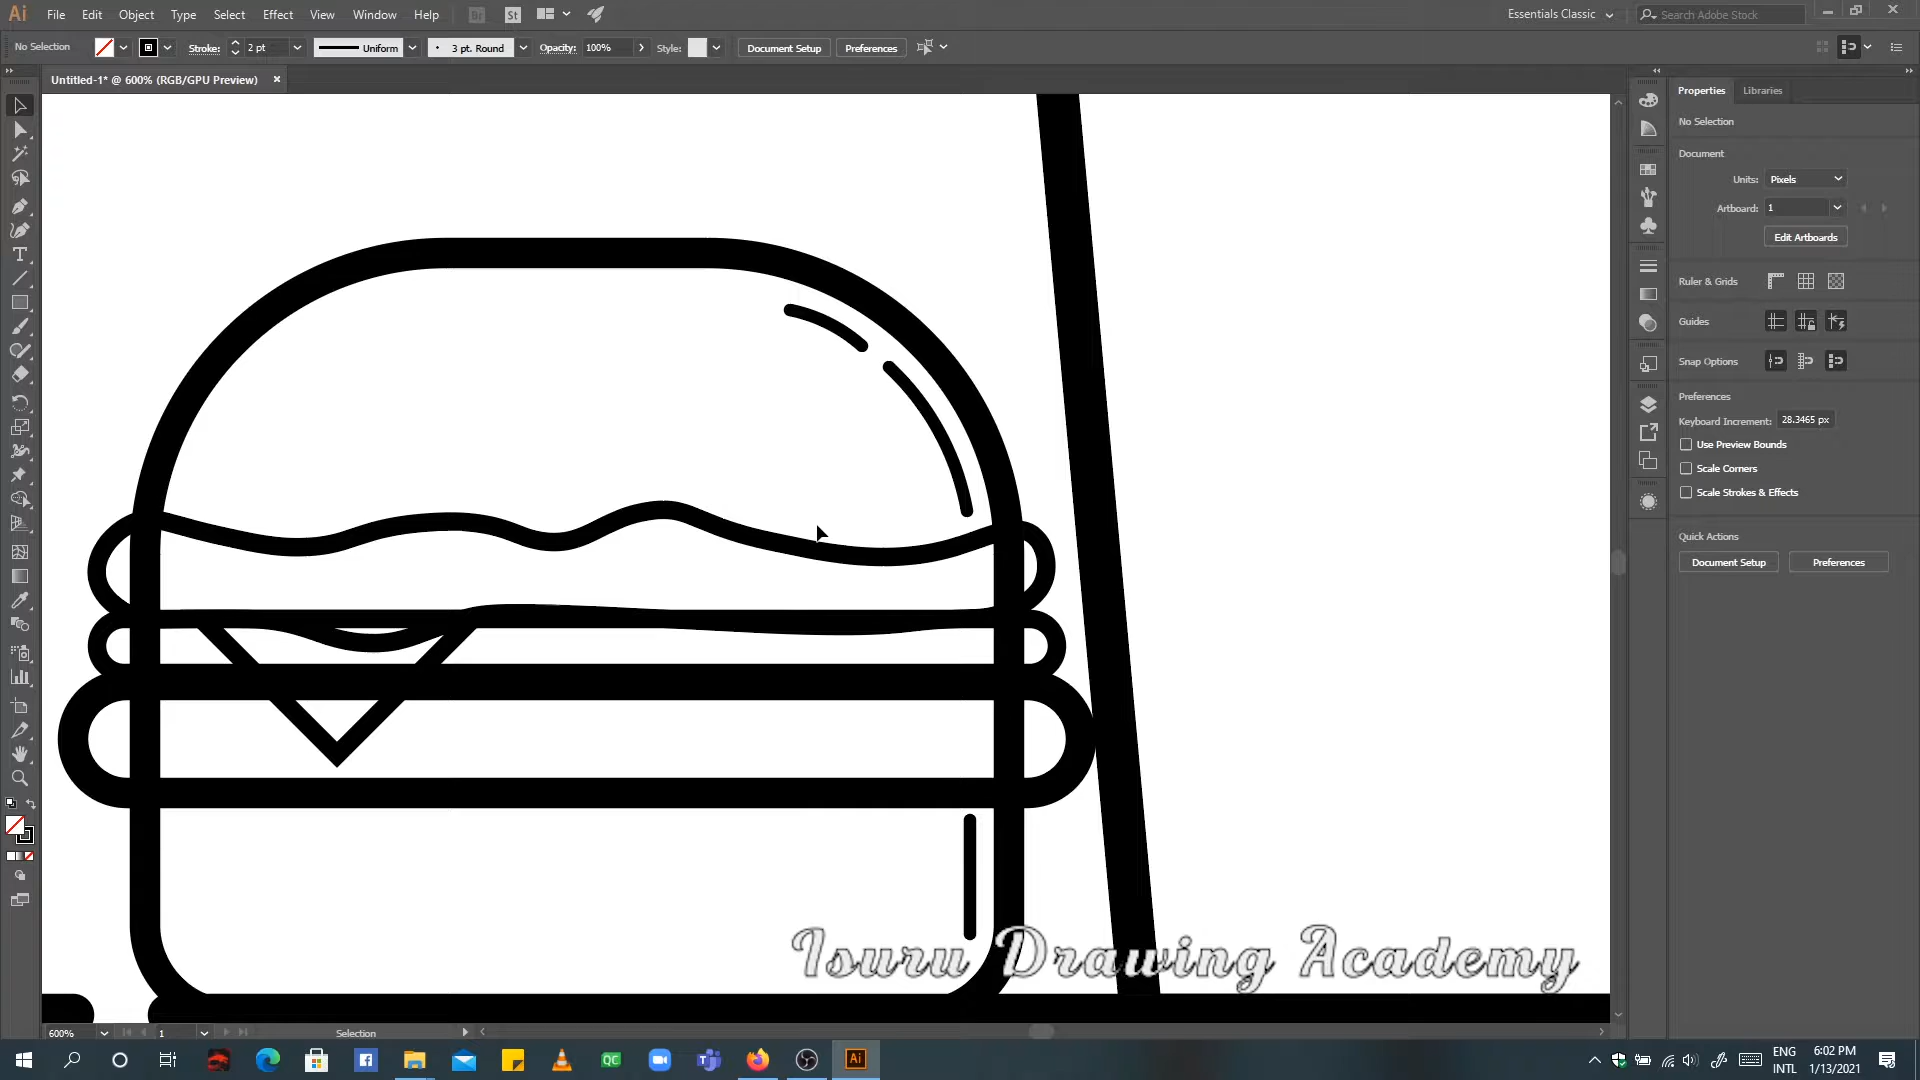 Ai File Edit Object Type Select Effect View Window Help Br St Essentials Classic Search Adobe Stock
No Selection Stroke: 2 pt Uniform 3 pt. Round Opacity: 100% Style: Document Setup Preferences
Untitled-1* @ 600% (RGB/GPU Preview)
Properties Libraries
No Selection
Document
Units: Pixels
Artboard: 1
Edit Artboards
Ruler & Grids
Guides
Snap Options
Preferences
Keyboard Increment: 28.3465 px
Use Preview Bounds
Scale Corners
Scale Strokes & Effects
Quick Actions
Document Setup Preferences
Isuru Drawing Academy
600% 1 Selection
QC Ai ENG 6:02 PM
INTL 1/13/2021